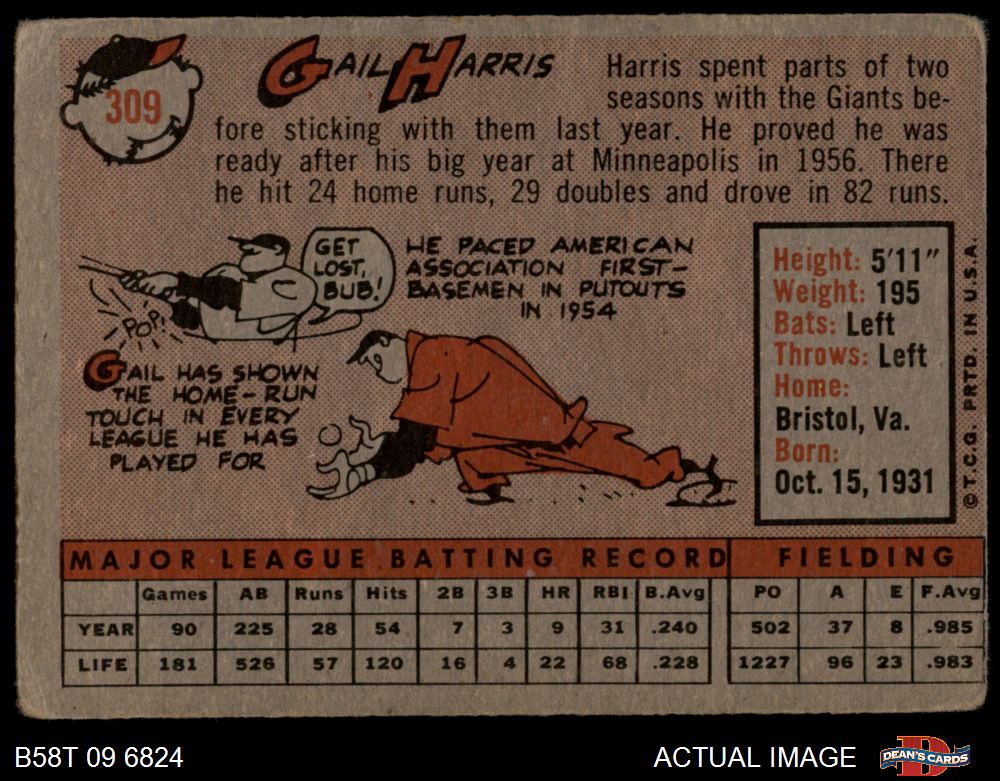 309
GAIL HARRIS
Harris spent parts of two
seasons with the Giants be-
fore sticking with them last year. He proved he was
ready after his big year at Minneapolis in 1956. There
he hit 24 home runs, 29 doubles and drove in 82 runs.
GET
LOST,
BUB!
POP!
HE PACED AMERICAN
ASSOCIATION FIRST-
BASEMEN IN PUTOUTS
IN 1954
GAIL HAS SHOWN
THE HOME-RUN
TOUCH IN EVERY
LEAGUE HE HAS
PLAYED FOR
Height: 5'11"
Weight: 195
Bats: Left
Throws: Left
Home:
Bristol, Va.
Born:
Oct. 15, 1931
©T.C.G. PRTD. IN U.S.A.
MAJOR LEAGUE BATTING RECORD FIELDING
Games AB Runs Hits 2B 3B HR RBI B.Avg PO A E F.Avg
YEAR 90 225 28 54 7 3 9 31 .240 502 37 8 .985
LIFE 181 526 57 120 16 4 22 68 .228 1227 96 23 .983
B58T 09 6824
ACTUAL IMAGE
D
DEAN'S CARDS